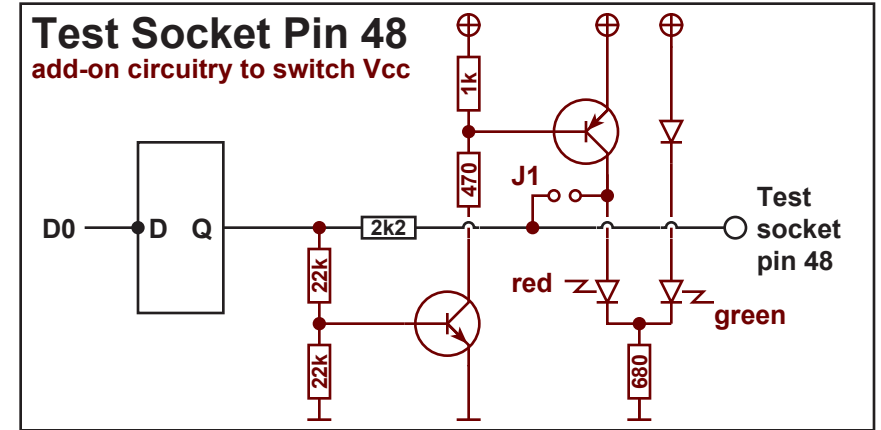 Test Socket Pin 48
add-on circuitry to switch Vcc
1k
470
J1
Test
socket
pin 48
D0
D Q
2k2
22k
red
green
22k
680